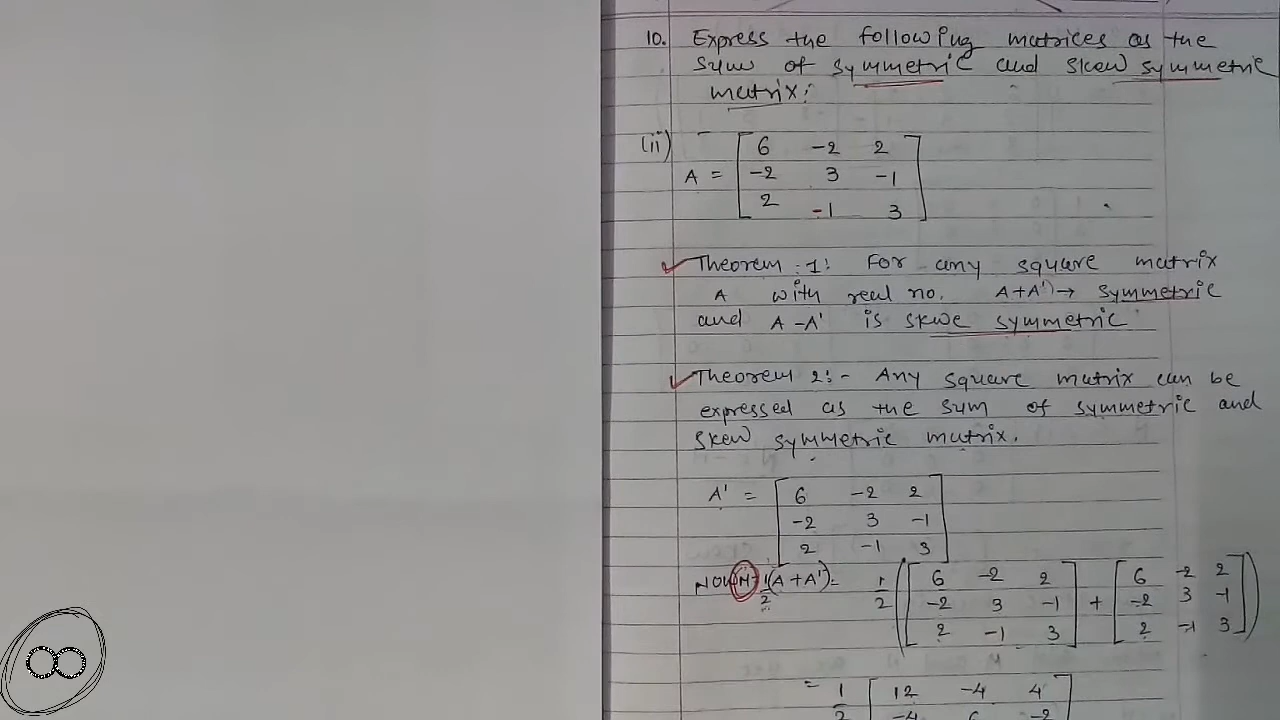 10. Express the following matrices as the
sum of symmetric and skew symmetric
matrix:
(ii) A = [ 6 -2 2
-2 3 -1
2 -1 3 ]
Theorem :1: For any square matrix
A with real no. A+A') → symmetric
and A-A' is skwe symmetric
Theorem 2:- Any square matrix can be
expressed as the sum of symmetric and
skew symmetric matrix.
A' = [ 6 -2 2
-2 3 -1
2 -1 3 ]
Now 1/2 (A+A') = 1/2 ( [ 6 -2 2 ] + [ 6 -2 2 ] )
-2 3 -1 -2 3 -1
2 -1 3 2 -1 3
= 1/2 [ 12 -4 4 ]
-4 6 -2